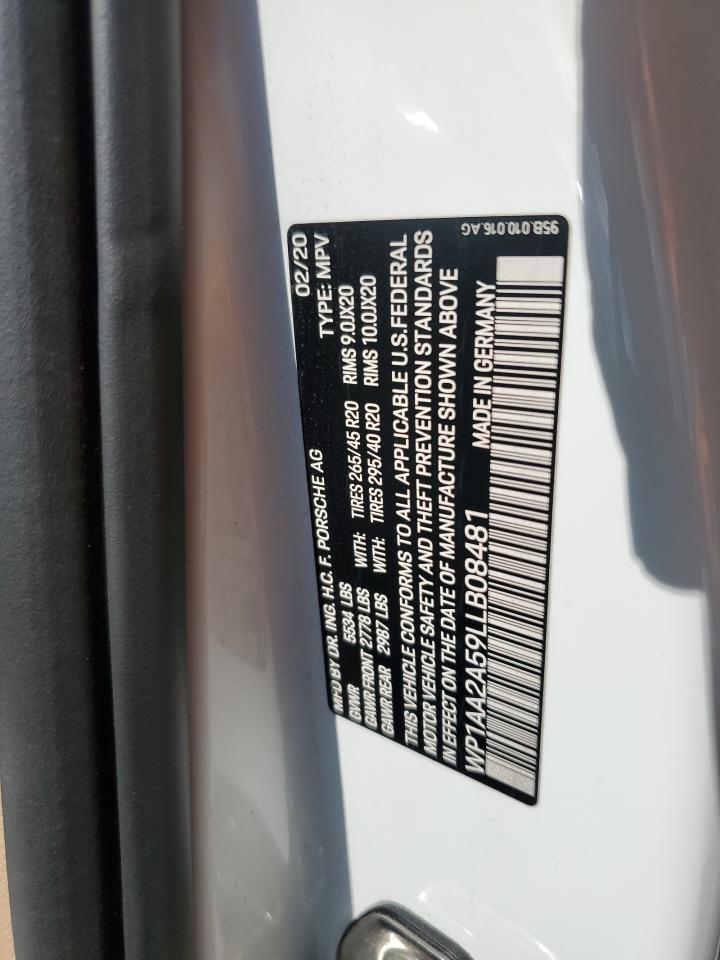 MFD BY DR. ING. H.C. F. PORSCHE AG 02/20
GVWR 5534 LBS TYPE: MPV
GAWR FRONT 2778 LBS WITH: TIRES 265/45 R20 RIMS 9.0JX20
GAWR REAR 2987 LBS WITH: TIRES 295/40 R20 RIMS 10.0JX20
THIS VEHICLE CONFORMS TO ALL APPLICABLE U.S.FEDERAL
MOTOR VEHICLE SAFETY AND THEFT PREVENTION STANDARDS
IN EFFECT ON THE DATE OF MANUFACTURE SHOWN ABOVE
WP1AA2A59LLB08481 MADE IN GERMANY
95B.010.016.AG